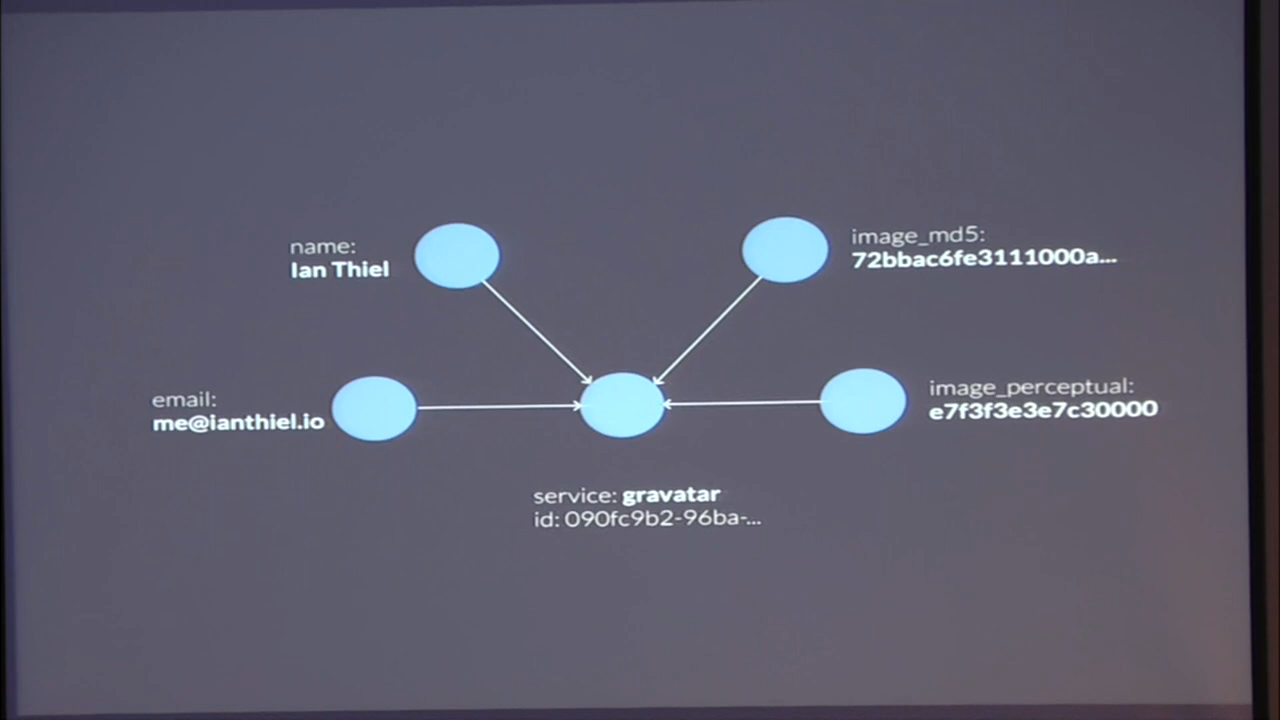 name:
Ian Thiel
image_md5:
72bbac6fe3111000a...
email:
me@ianthiel.io
image_perceptual:
e7f3f3e3e7c30000
service: gravatar
id: 090fc9b2-96ba-...